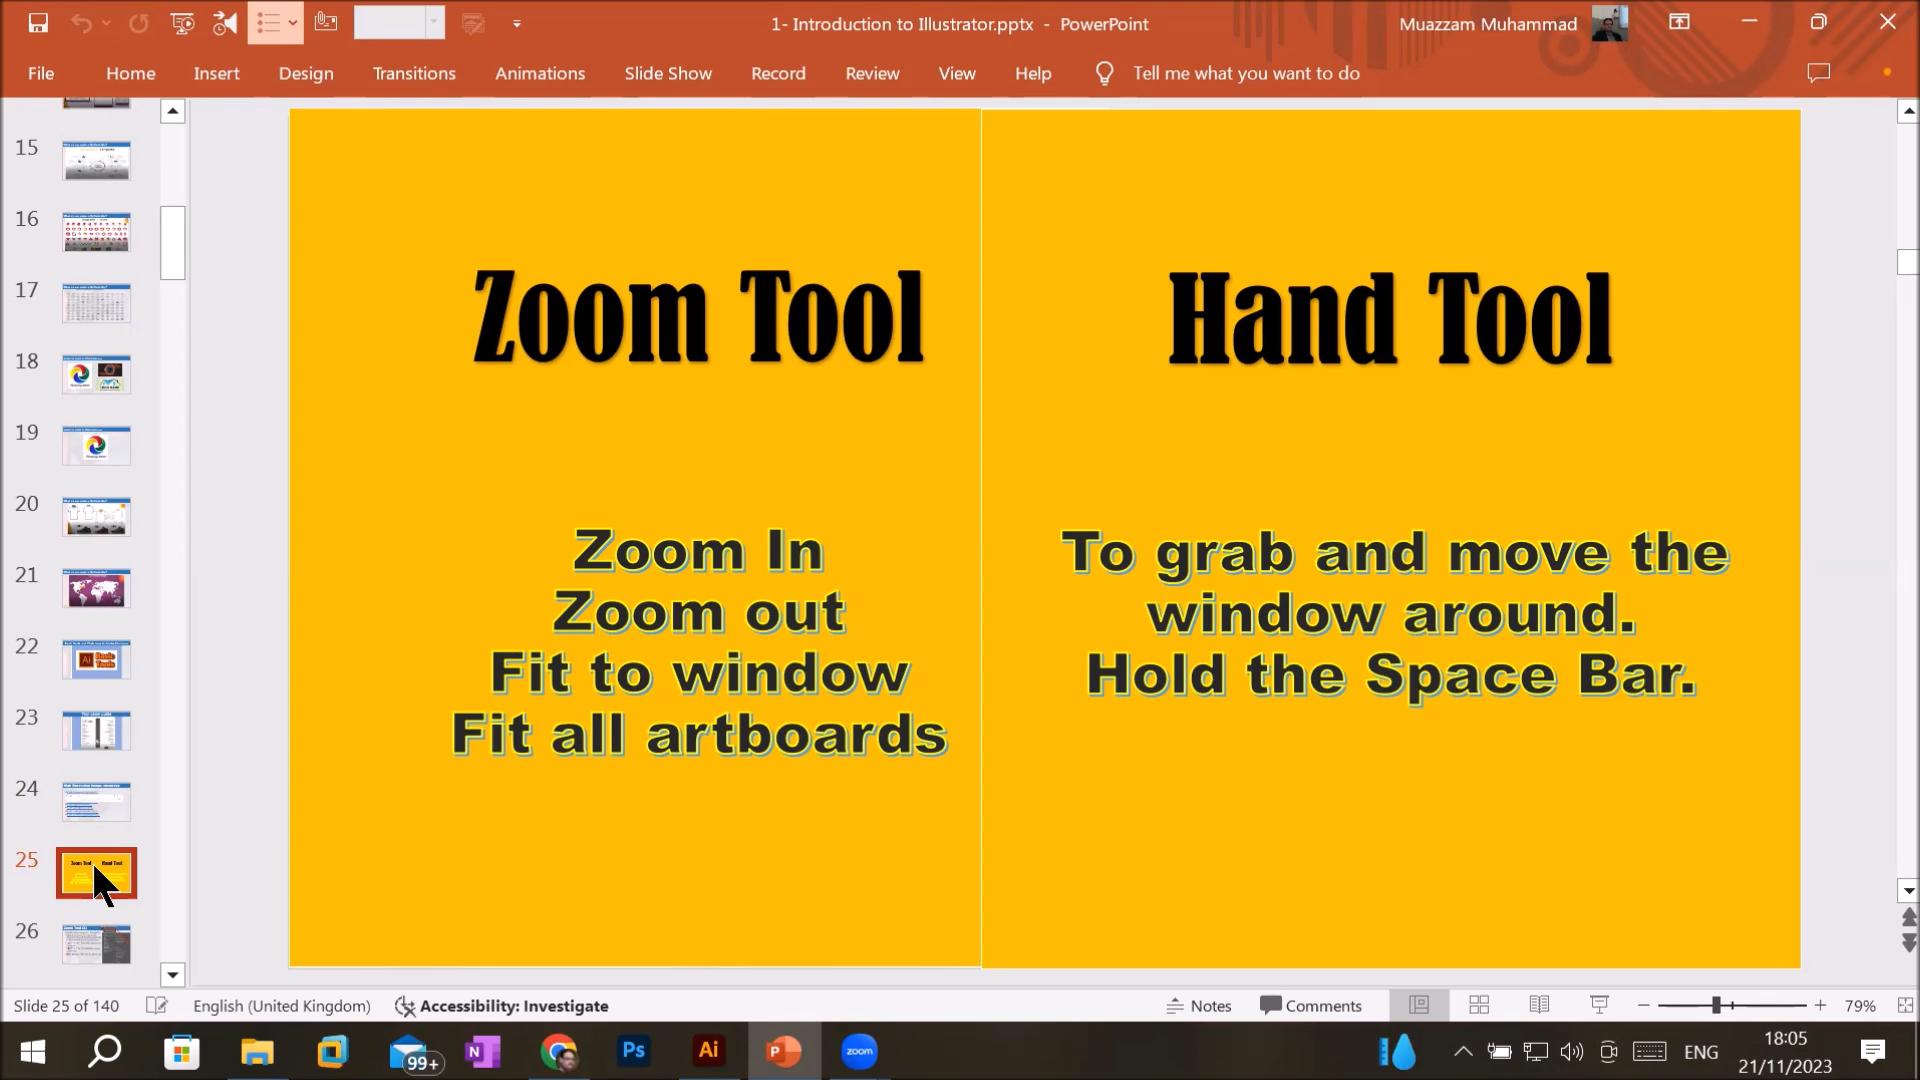 1- Introduction to Illustrator.pptx - PowerPoint
Muazzam Muhammad
File Home Insert Design Transitions Animations Slide Show Record Review View Help Tell me what you want to do
15
16
17
18
19
20
21
22
23
24
25
26
Zoom Tool
Zoom In
Zoom out
Fit to window
Fit all artboards
Hand Tool
To grab and move the
window around.
Hold the Space Bar.
Slide 25 of 140 English (United Kingdom) Accessibility: Investigate Notes Comments 79%
99+ N Ps Ai P zoom ENG
18:05
21/11/2023